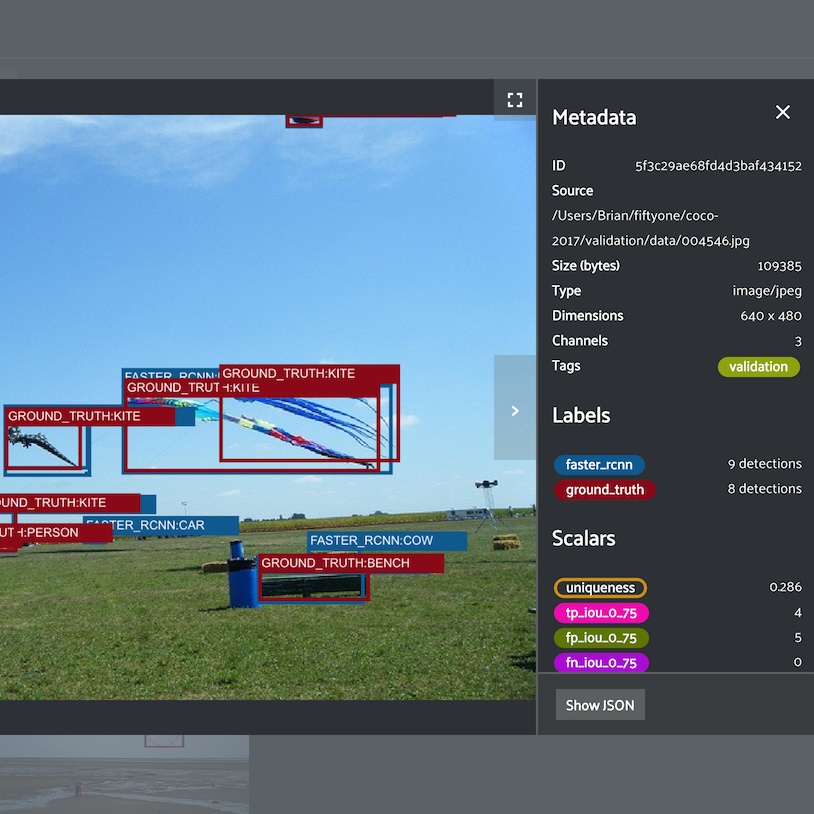 Metadata
ID 5f3c29ae68fd4d3baf434152
Source
/Users/Brian/fiftyone/coco-
2017/validation/data/004546.jpg
Size (bytes) 109385
Type image/jpeg
Dimensions 640 x 480
Channels 3
Tags validation
Labels
faster_rcnn 9 detections
ground_truth 8 detections
Scalars
uniqueness 0.286
tp_iou_0_75 4
fp_iou_0_75 5
fn_iou_0_75 0
Show JSON
GROUND_TRUTH:KITE
GROUND_TRUTH:KITE
GROUND_TRUTH:KITE
:KITE
:PERSON
FASTER_RCNN:CAR
FASTER_RCNN:COW
GROUND_TRUTH:BENCH